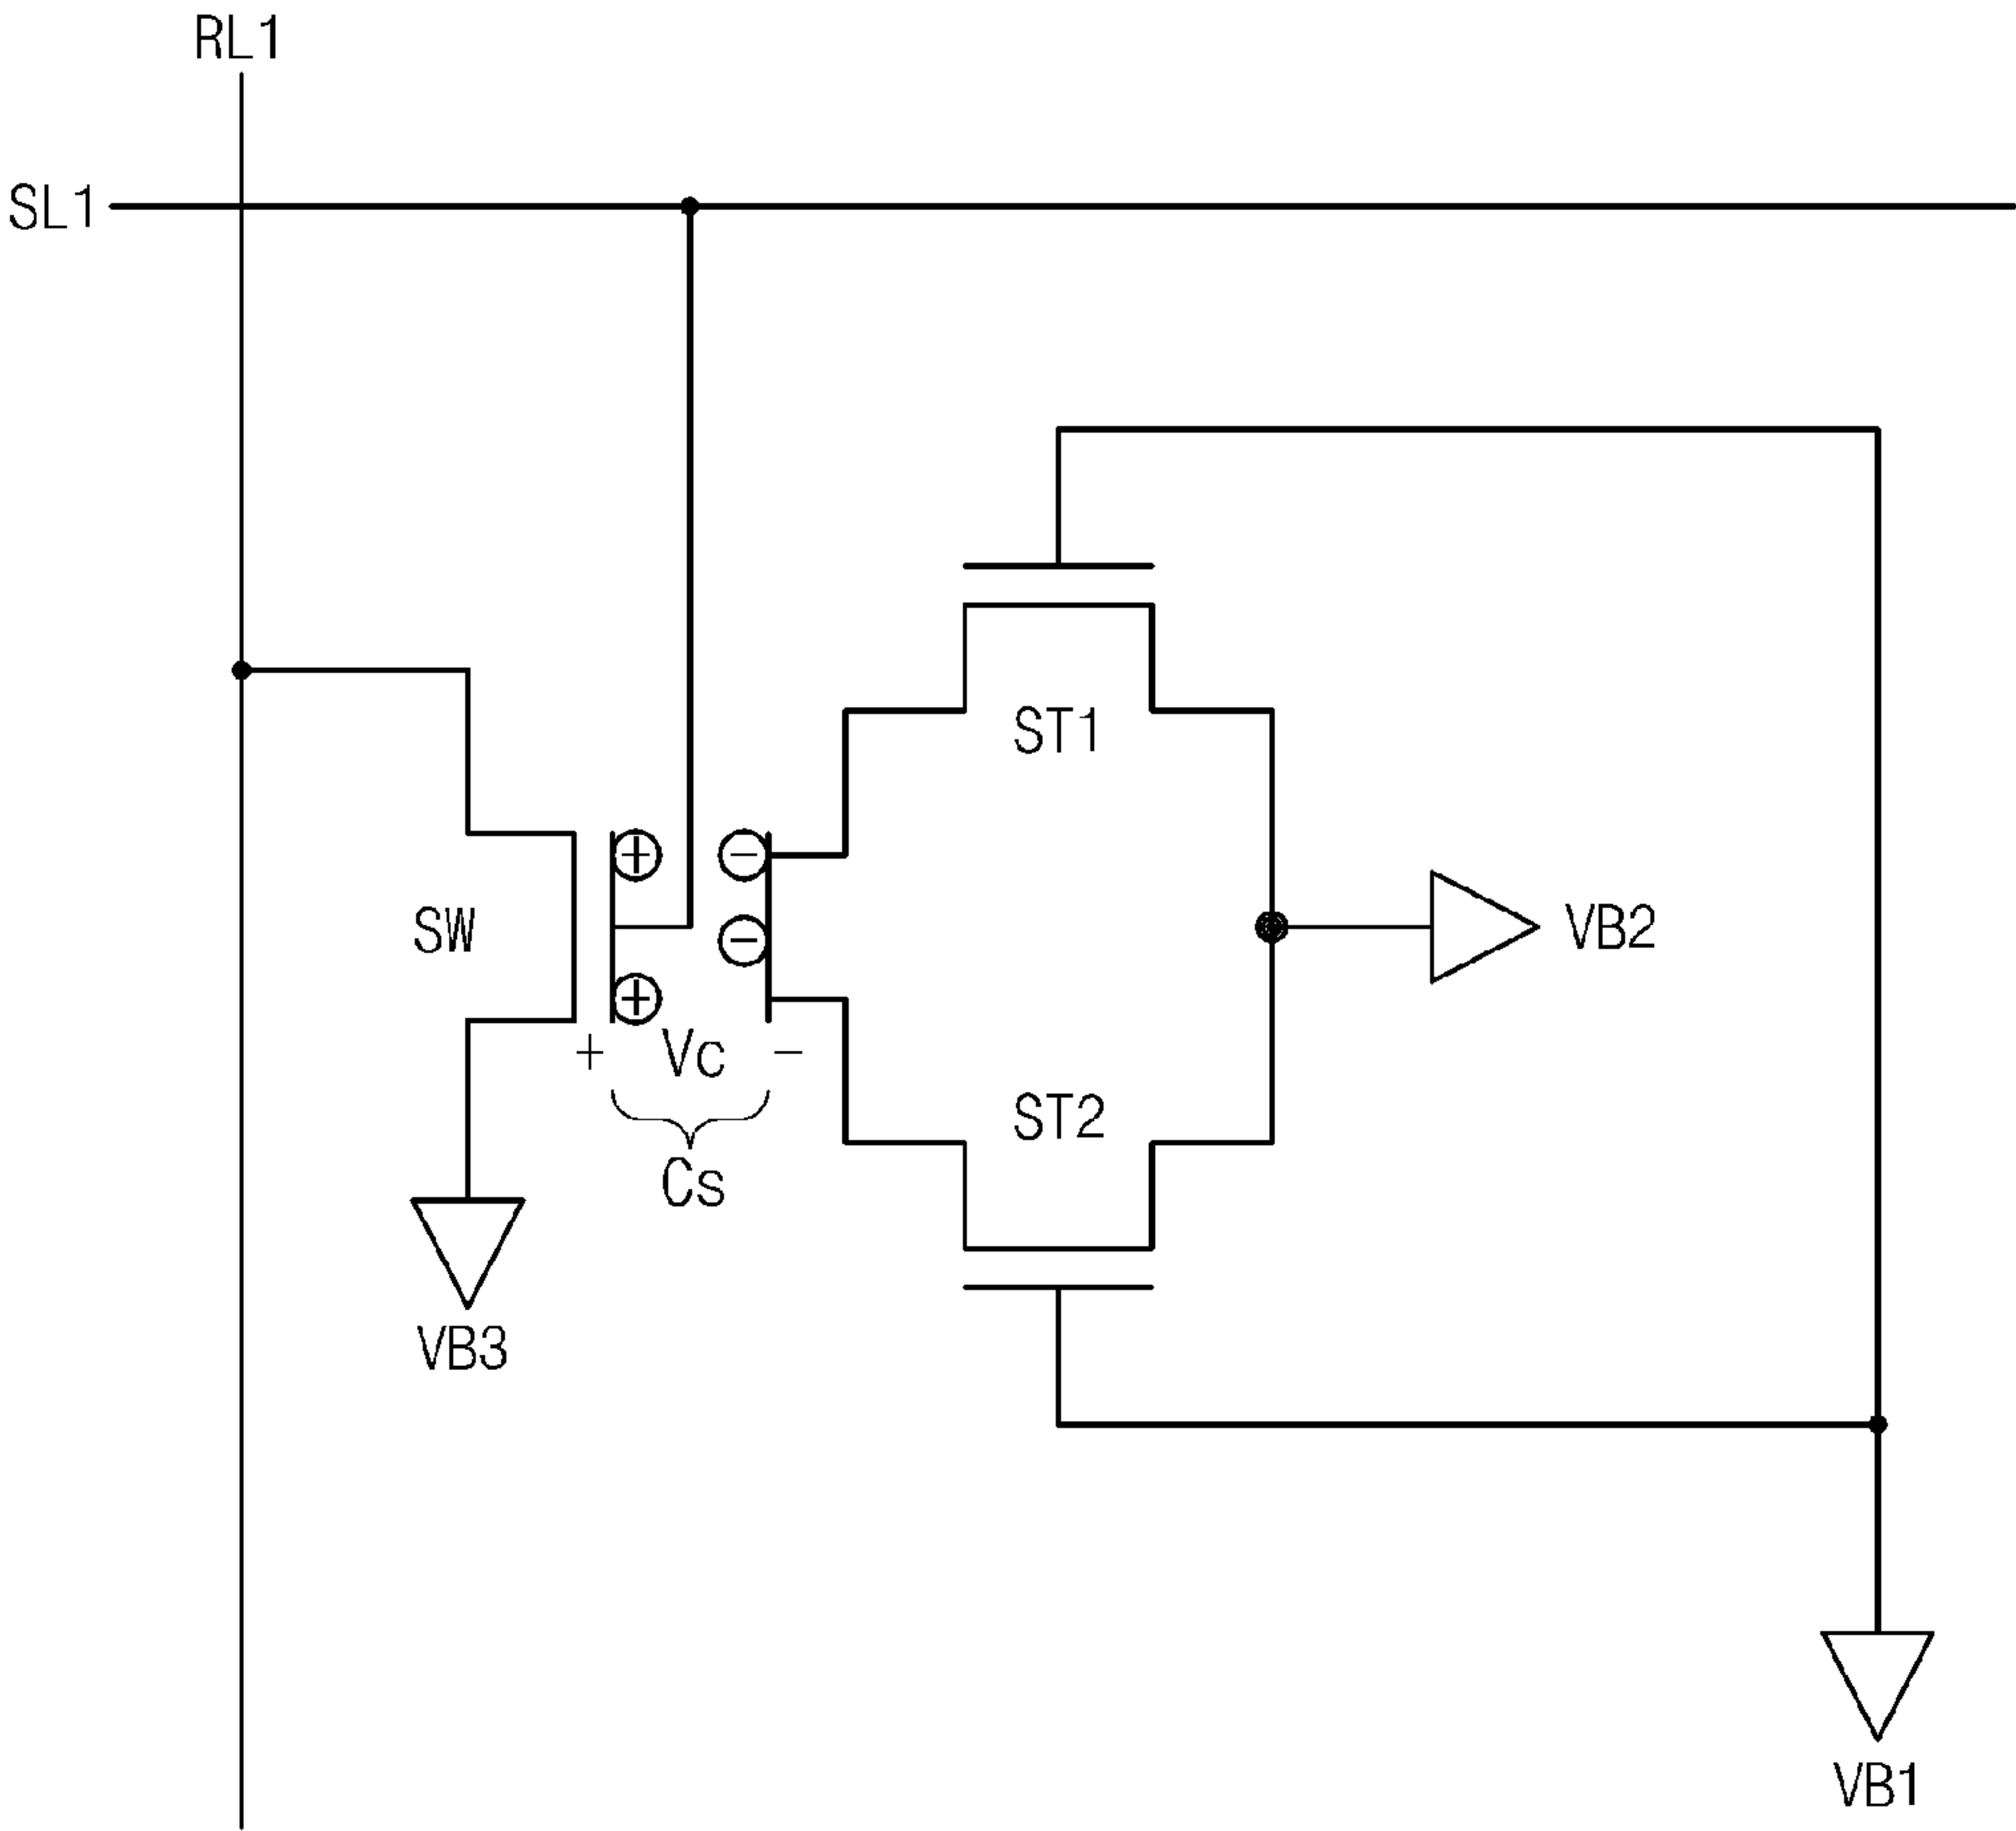 RL1
SL1
ST1
SW
VB2
+ Vc −
ST2
Cs
VB3
VB1